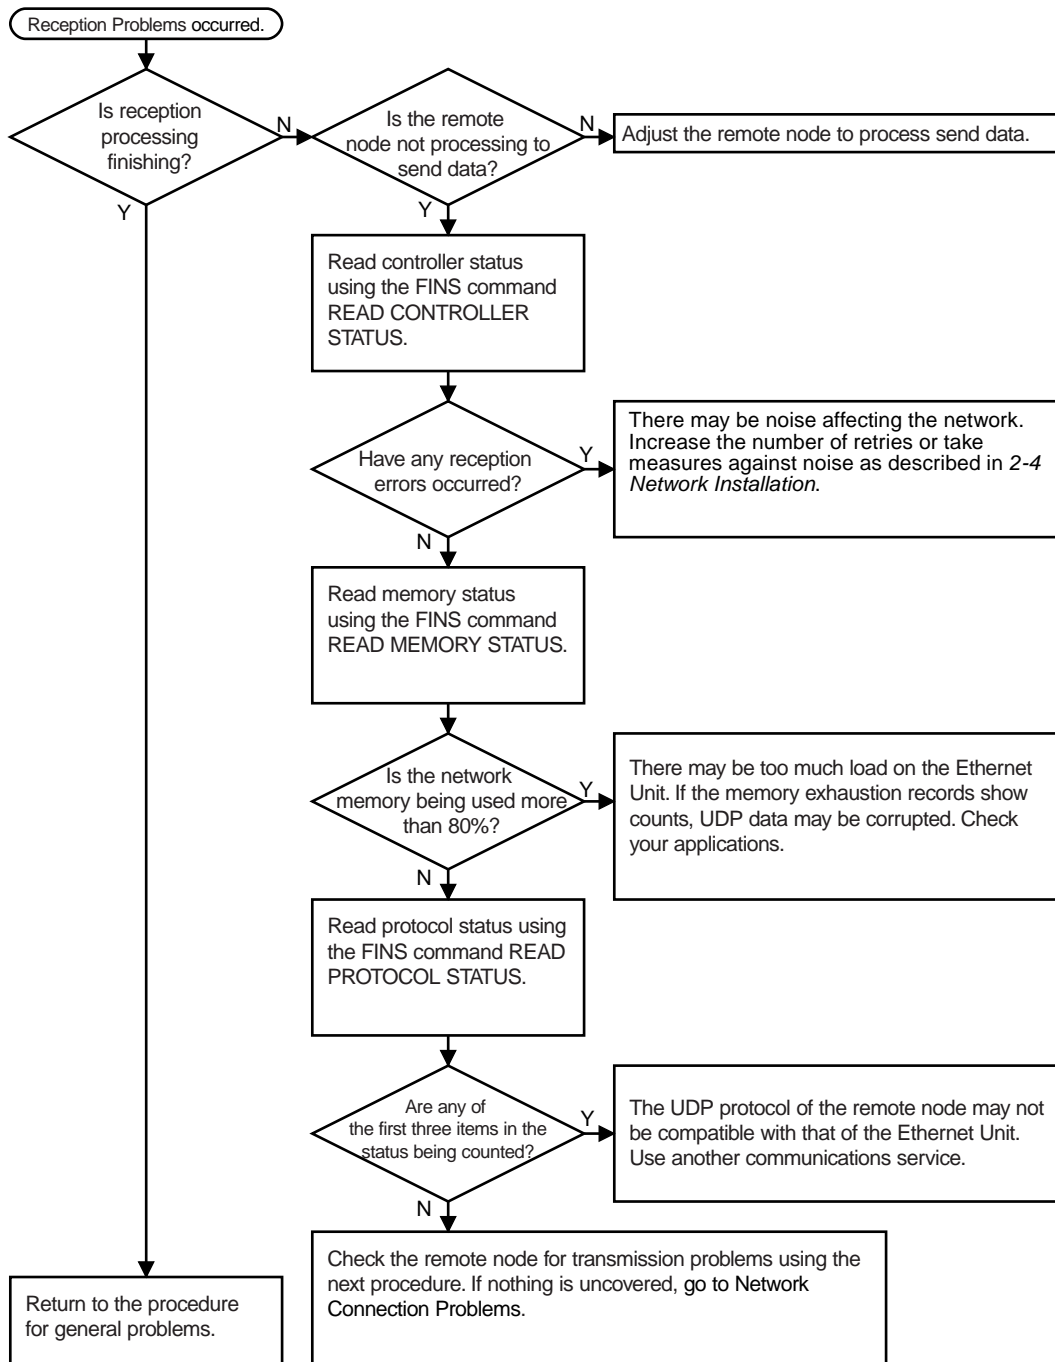 Reception Problems occurred.
Is reception
processing
finishing?
N
Is the remote
node not processing to
send data?
N
Adjust the remote node to process send data.
Y
Y
Read controller status
using the FINS command
READ CONTROLLER
STATUS.
Have any reception
errors occurred?
Y
There may be noise affecting the network.
Increase the number of retries or take
measures against noise as described in 2-4
Network Installation.
N
Read memory status
using the FINS command
READ MEMORY STATUS.
Is the network
memory being used more
than 80%?
Y
There may be too much load on the Ethernet
Unit. If the memory exhaustion records show
counts, UDP data may be corrupted. Check
your applications.
N
Read protocol status using
the FINS command READ
PROTOCOL STATUS.
Are any of
the first three items in the
status being counted?
Y
The UDP protocol of the remote node may not
be compatible with that of the Ethernet Unit.
Use another communications service.
N
Check the remote node for transmission problems using the
next procedure. If nothing is uncovered, go to Network
Connection Problems.
Return to the procedure
for general problems.